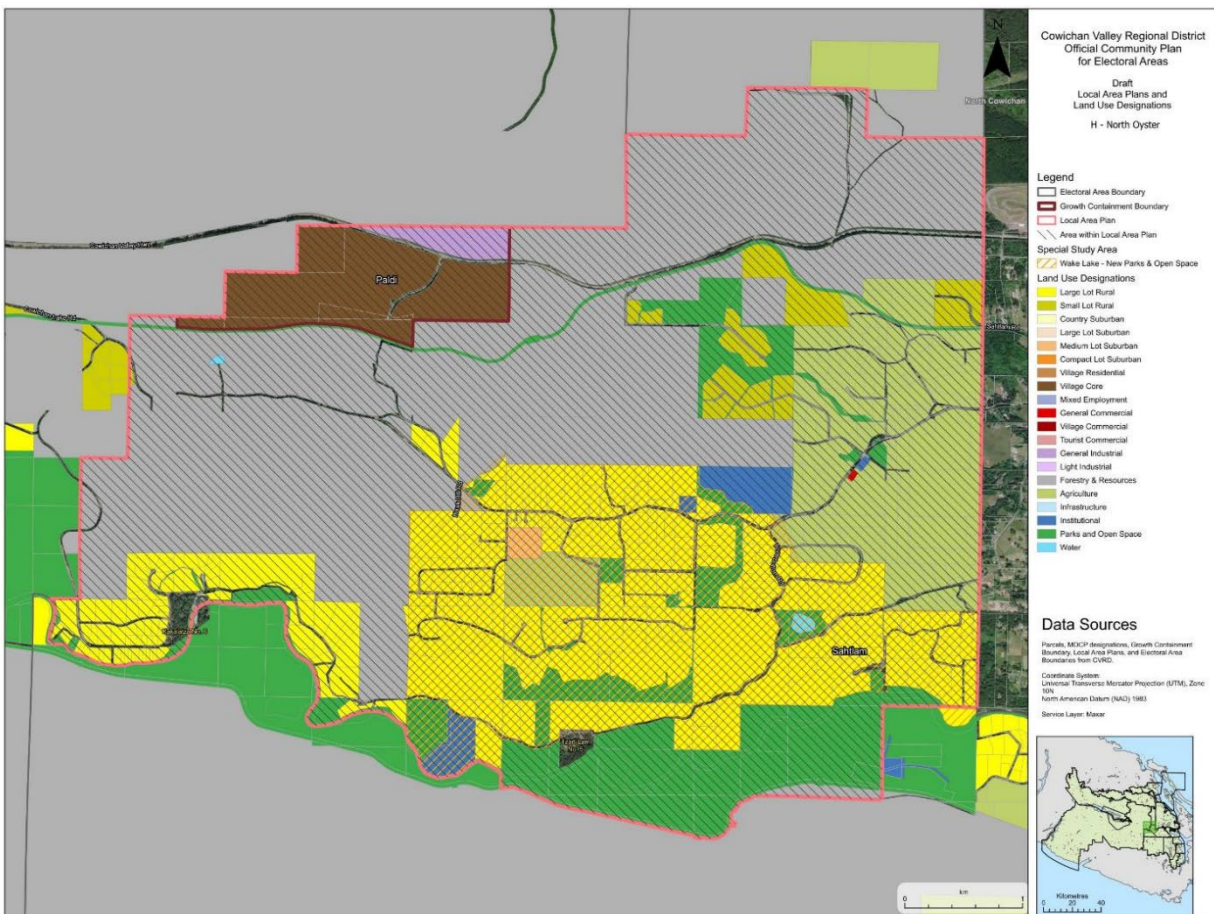 Cowichan Valley Regional District
Official Community Plan
for Electoral Areas
Draft
Local Area Plans and
Land Use Designations
H - North Oyster
Legend
Electoral Area Boundary
Growth Containment Boundary
Local Area Plan
Area within Local Area Plan
Special Study Area
Wake Lake - New Parks & Open Space
Land Use Designations
Large Lot Rural
Small Lot Rural
Country Suburban
Large Lot Suburban
Medium Lot Suburban
Compact Lot Suburban
Village Residential
Village Core
Mixed Employment
General Commercial
Village Commercial
Tourist Commercial
General Industrial
Light Industrial
Forestry & Resources
Agriculture
Infrastructure
Institutional
Parks and Open Space
Water
Data Sources
Parcels, MOCP designations, Growth Containment
Boundary, Local Area Plans, and Electoral Area
Boundaries from CVRD.
Coordinate System:
Universal Transverse Mercator Projection (UTM), Zone
10N
North American Datum (NAD) 1983
Service Layer: Maxar
Kilometres
0 20 40
N
North Cowichan
Cowichan Valley
Paldi
Sahtlam
km
0 1